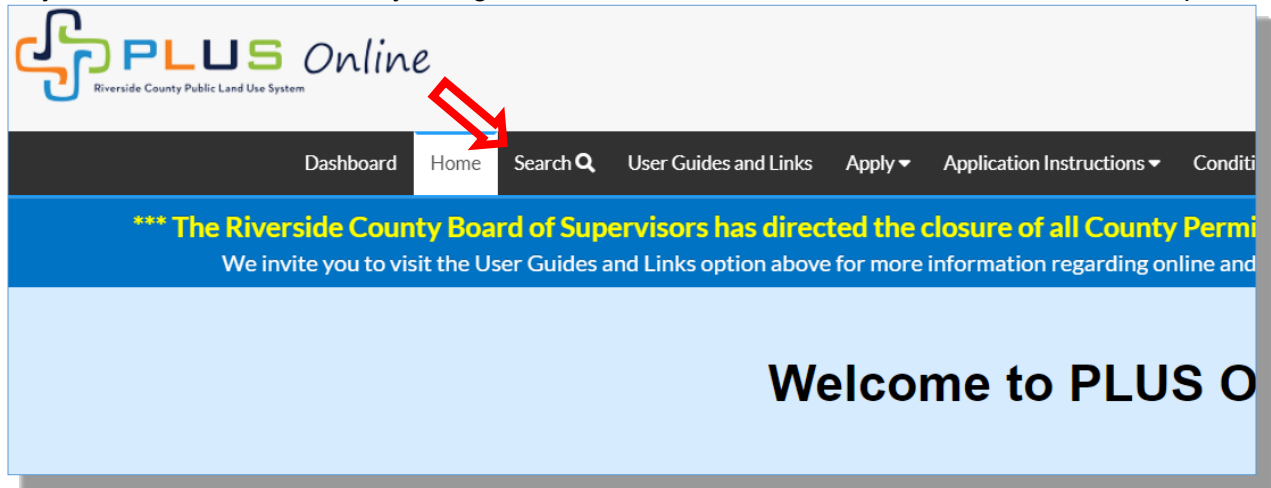 PLUS Online
Riverside County Public Land Use System
Dashboard Home Search User Guides and Links Apply Application Instructions Conditi
*** The Riverside County Board of Supervisors has directed the closure of all County Permi
We invite you to visit the User Guides and Links option above for more information regarding online and
Welcome to PLUS O